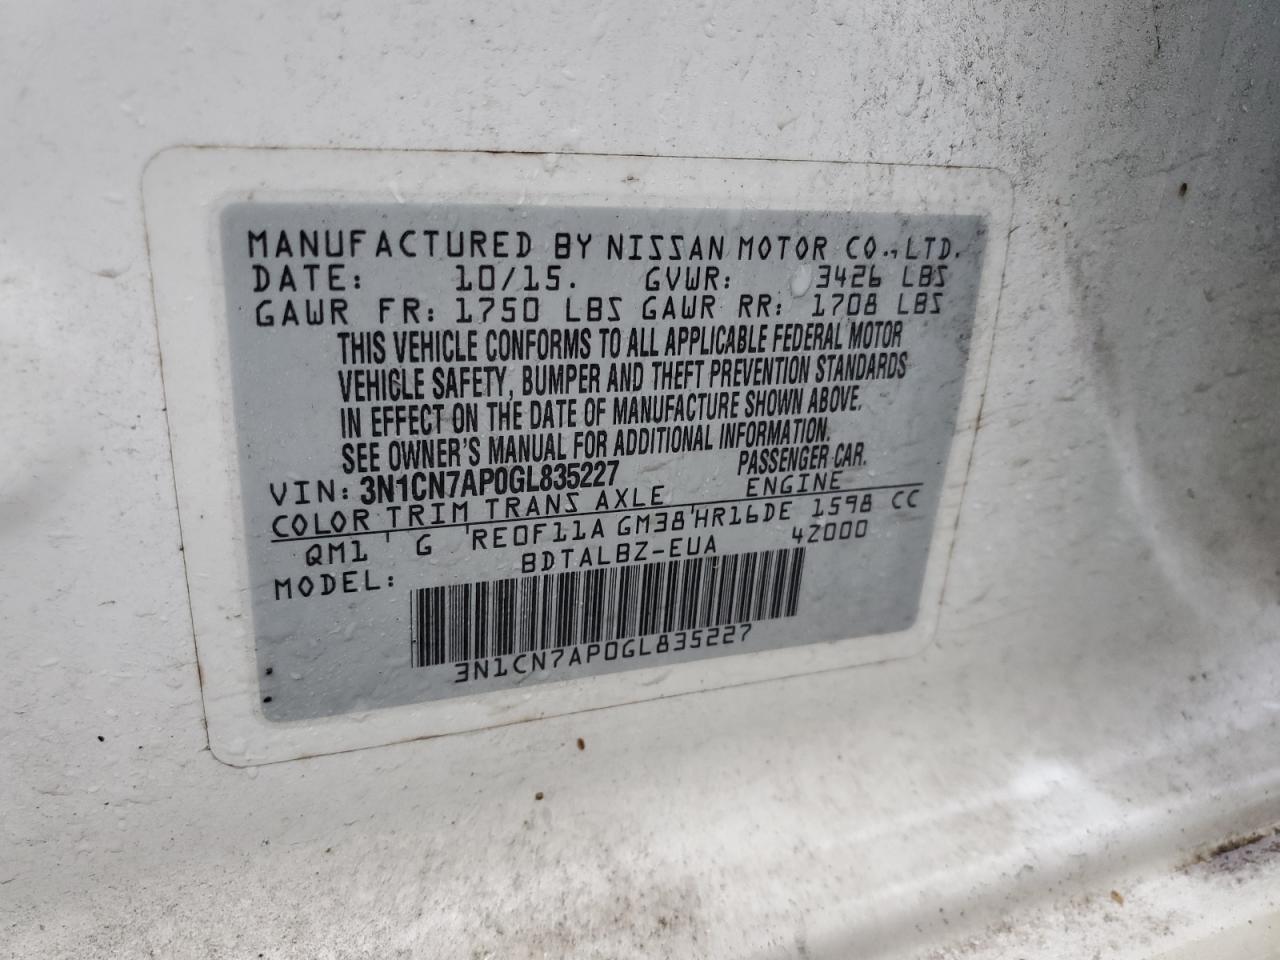 MANUFACTURED BY NISSAN MOTOR CO., LTD.
DATE: 10/15. GVWR: 3426 LBS
GAWR FR: 1750 LBS GAWR RR: 1708 LBS
THIS VEHICLE CONFORMS TO ALL APPLICABLE FEDERAL MOTOR
VEHICLE SAFETY, BUMPER AND THEFT PREVENTION STANDARDS
IN EFFECT ON THE DATE OF MANUFACTURE SHOWN ABOVE.
SEE OWNER'S MANUAL FOR ADDITIONAL INFORMATION.
VIN: 3N1CN7AP0GL835227 PASSENGER CAR.
COLOR TRIM TRANS AXLE ENGINE
QM1 G RE0F11A GM38 HR16DE 1598 CC
MODEL: BDTALBZ-EUA 42000
3N1CN7AP0GL835227